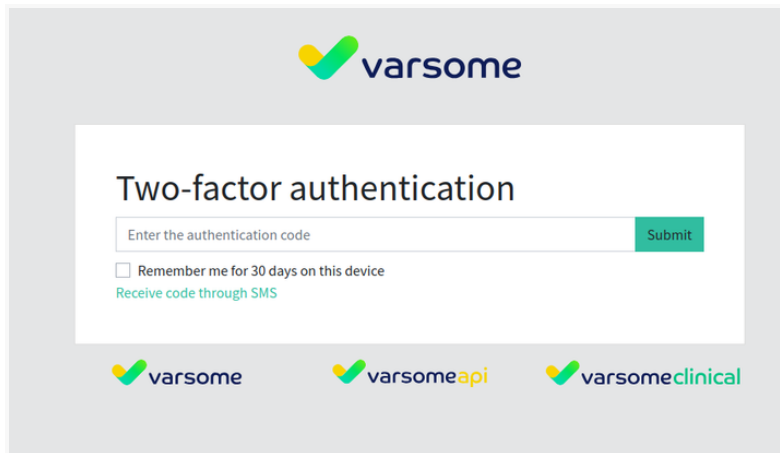 varsome
Two-factor authentication
Enter the authentication code Submit
Remember me for 30 days on this device
Receive code through SMS
varsome varsomeapi varsomeclinical